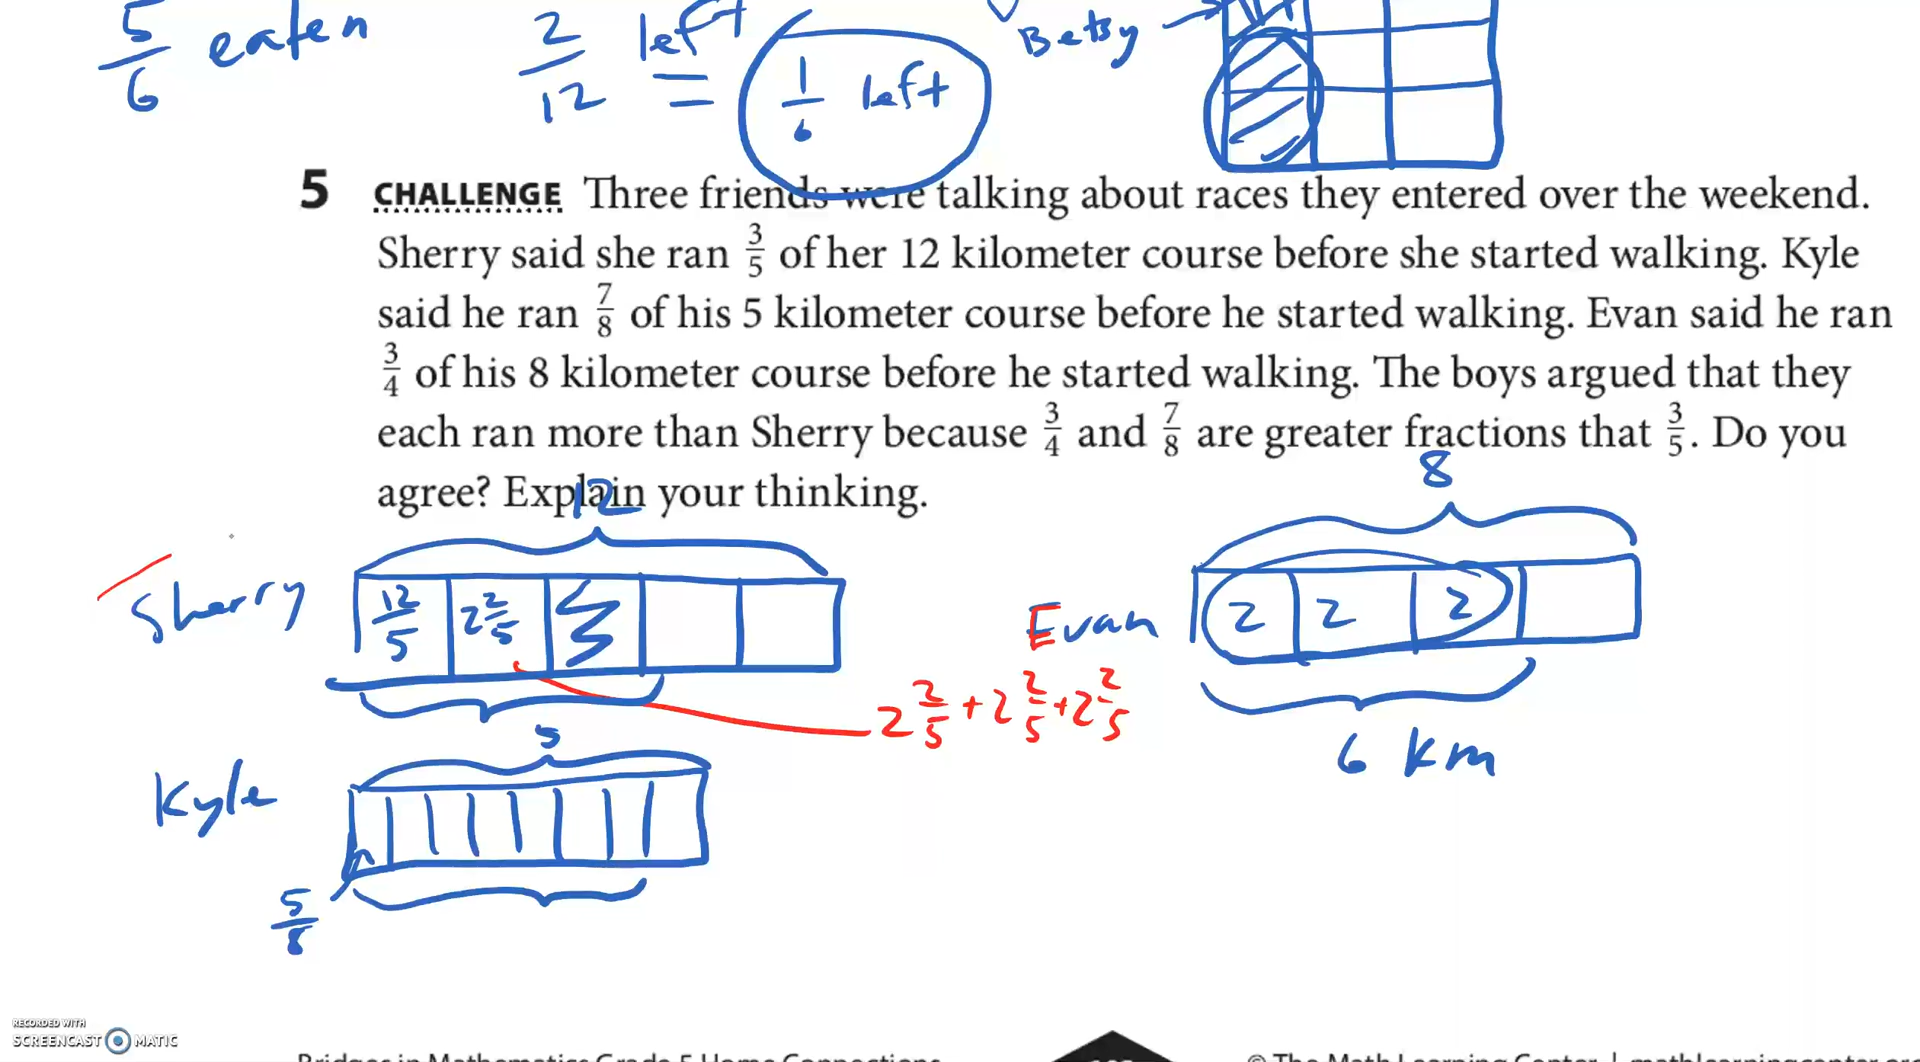 5/6 eaten 2/12 left = 1/6 left Betsy
5 CHALLENGE Three friends were talking about races they entered over the weekend.
Sherry said she ran 3/5 of her 12 kilometer course before she started walking. Kyle
said he ran 7/8 of his 5 kilometer course before he started walking. Evan said he ran
3/4 of his 8 kilometer course before he started walking. The boys argued that they
each ran more than Sherry because 3/4 and 7/8 are greater fractions that 3/5. Do you
agree? Explain your thinking.
12
8
Sherry 12/5 2 2/5
Evan 2 2 2
2 2/5 + 2 2/5 + 2 2/5
6 km
5
Kyle
5/8
RECORDED WITH
SCREENCAST MATIC
Bridges in Mathematics Grade 5 Home Connections
© The Math Learning Center | mathlearningcenter.or